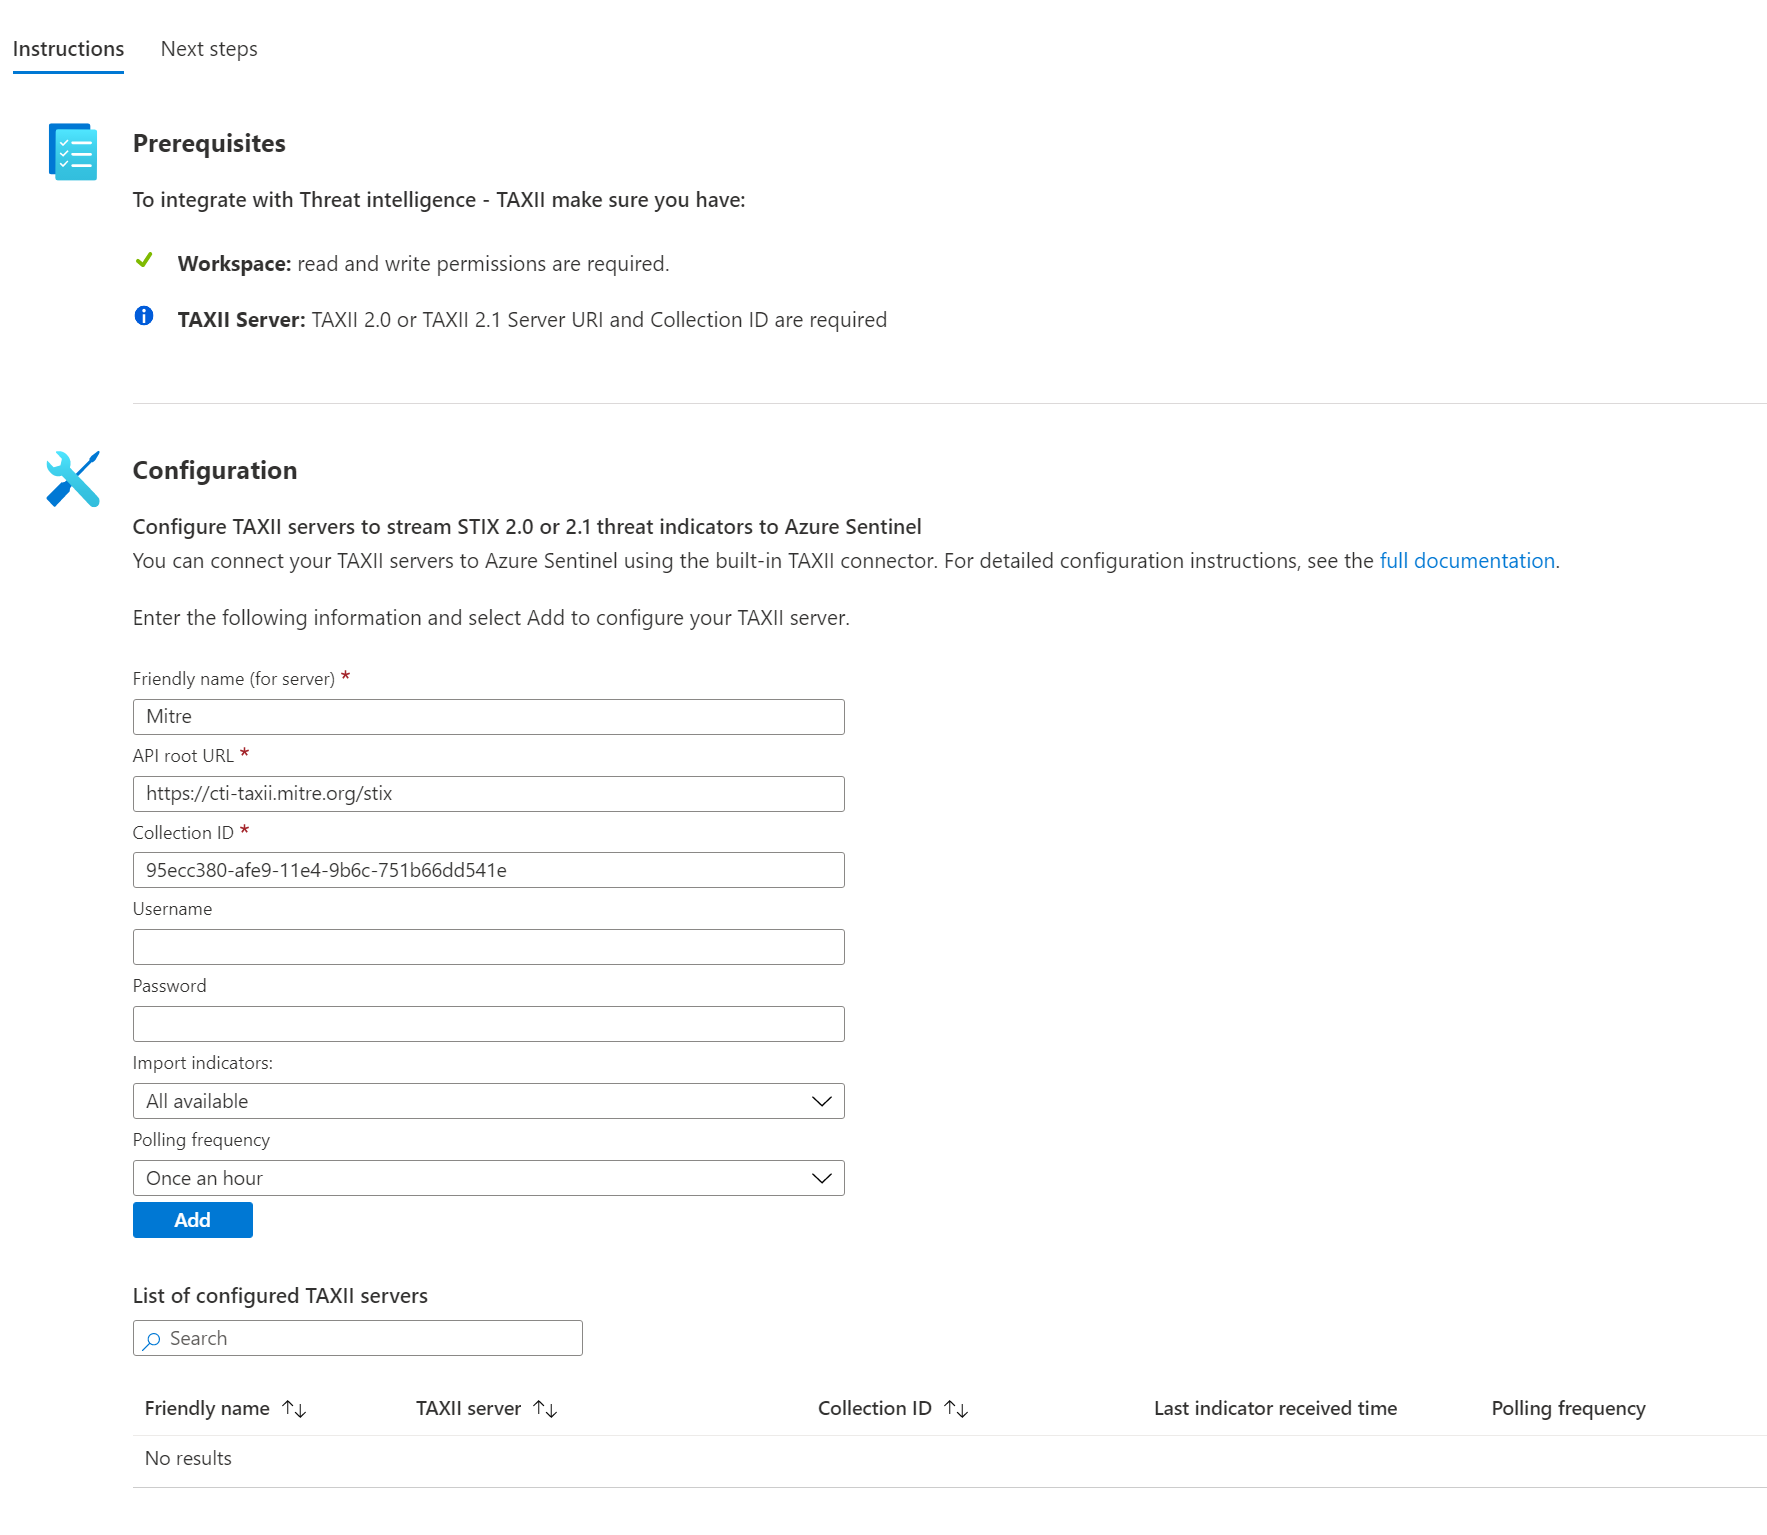 Instructions Next steps
Prerequisites
To integrate with Threat intelligence - TAXII make sure you have:
Workspace: read and write permissions are required.
TAXII Server: TAXII 2.0 or TAXII 2.1 Server URI and Collection ID are required
Configuration
Configure TAXII servers to stream STIX 2.0 or 2.1 threat indicators to Azure Sentinel
You can connect your TAXII servers to Azure Sentinel using the built-in TAXII connector. For detailed configuration instructions, see the full documentation.
Enter the following information and select Add to configure your TAXII server.
Friendly name (for server) *
Mitre
API root URL *
https://cti-taxii.mitre.org/stix
Collection ID *
95ecc380-afe9-11e4-9b6c-751b66dd541e
Username
Password
Import indicators:
All available
Polling frequency
Once an hour
Add
List of configured TAXII servers
Search
Friendly name ↑↓ TAXII server ↑↓ Collection ID ↑↓ Last indicator received time Polling frequency
No results